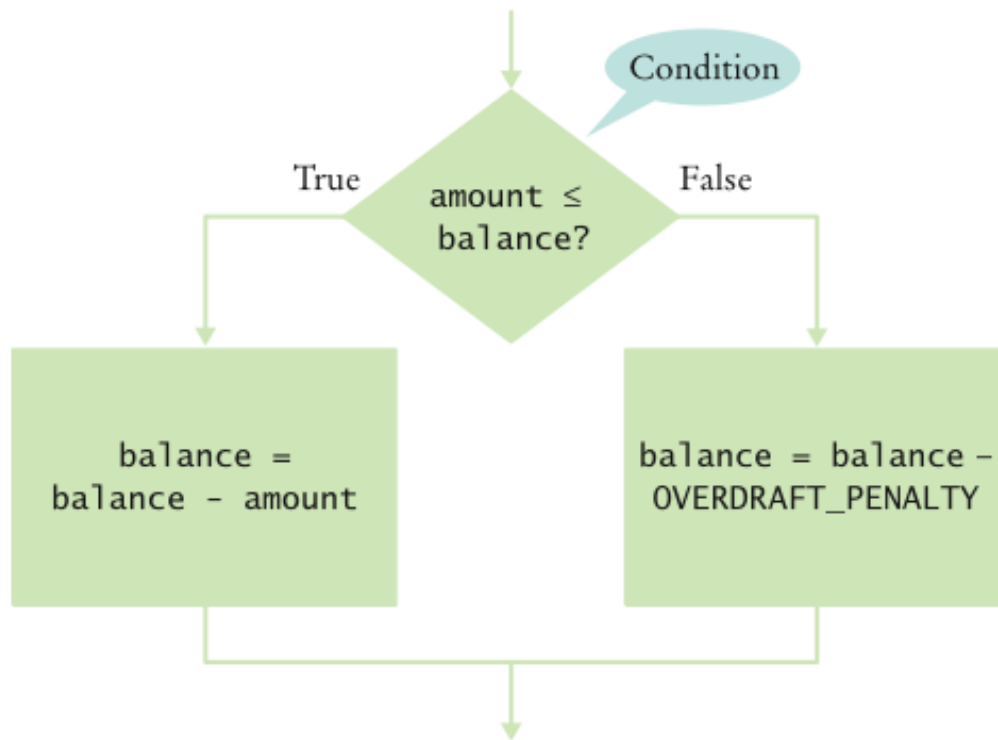 Condition
True
False
amount ≤
balance?
balance =
balance - amount
balance = balance -
OVERDRAFT_PENALTY